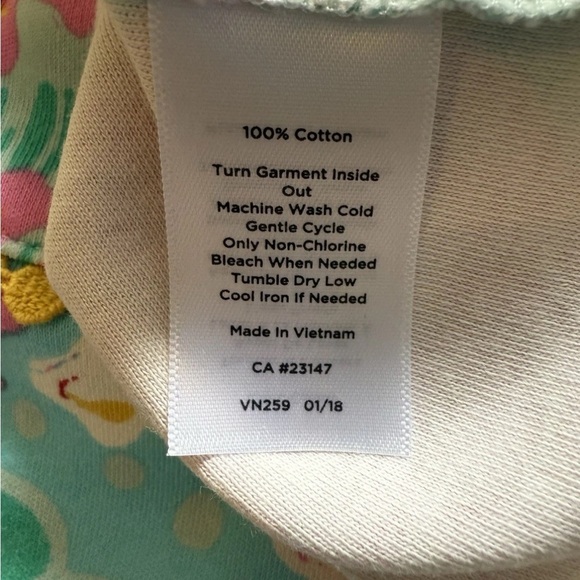 100% Cotton
Turn Garment Inside
Out
Machine Wash Cold
Gentle Cycle
Only Non-Chlorine
Bleach When Needed
Tumble Dry Low
Cool Iron If Needed
Made In Vietnam
CA #23147
VN259 01/18